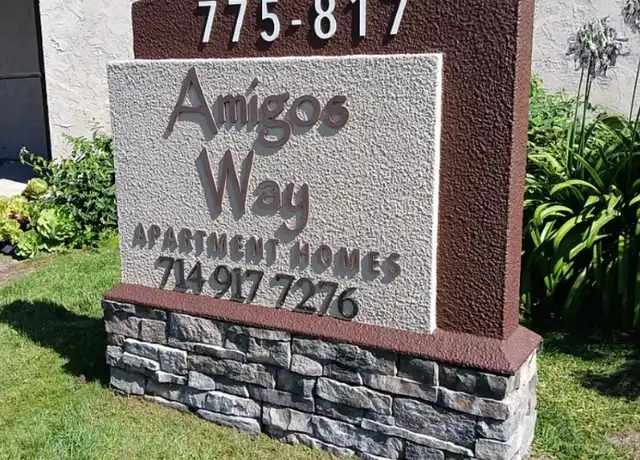 775-817
Amigos
Way
APARTMENT HOMES
714 917 7276